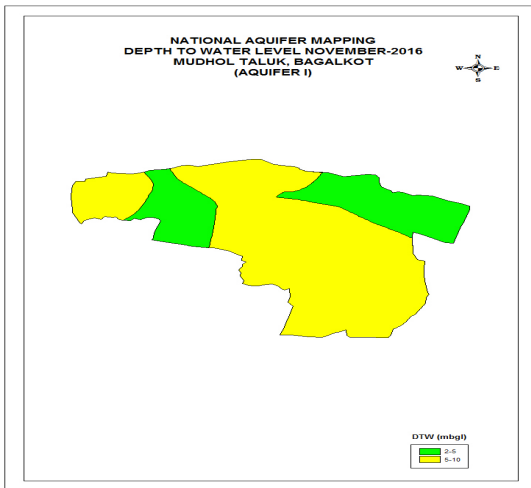 NATIONAL AQUIFER MAPPING
DEPTH TO WATER LEVEL NOVEMBER-2016
MUDHOL TALUK, BAGALKOT
(AQUIFER I)
N
W E
S
DTW (mbgl)
2-5
5-10